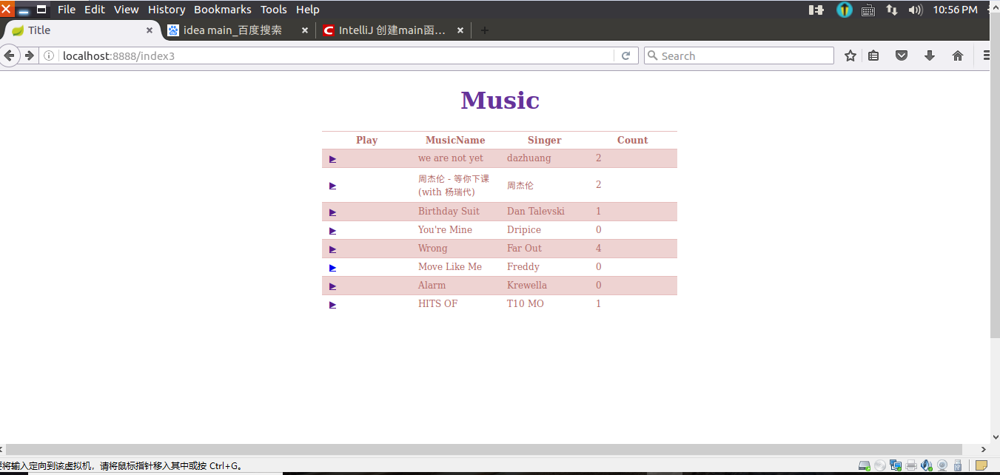 File Edit View History Bookmarks Tools Help 10:56 PM
Title idea main_百度搜索 IntelliJ 创建main函...
localhost:8888/index3 Search
Music
Play MusicName Singer Count
▶ we are not yet dazhuang 2
▶ 周杰伦 - 等你下课 (with 杨瑞代) 周杰伦 2
▶ Birthday Suit Dan Talevski 1
▶ You're Mine Dripice 0
▶ Wrong Far Out 4
▶ Move Like Me Freddy 0
▶ Alarm Krewella 0
▶ HITS OF T10 MO 1
要将输入定向到该虚拟机，请将鼠标指针移入其中或按 Ctrl+G。